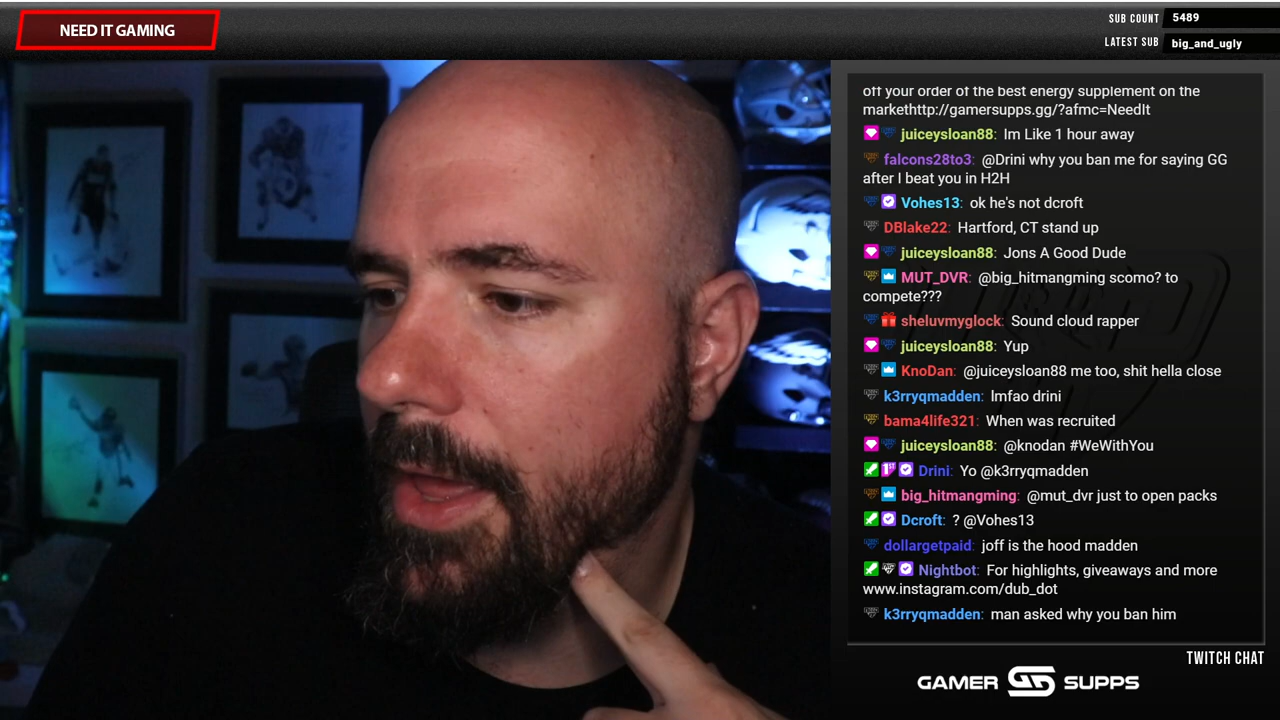 NEED IT GAMING
SUB COUNT 5489
LATEST SUB big_and_ugly
off your order of the best energy supplement on the
markethttp://gamersupps.gg/?afmc=NeedIt
juiceysloan88: Im Like 1 hour away
falcons28to3: @Drini why you ban me for saying GG
after I beat you in H2H
Vohes13: ok he's not dcroft
DBlake22: Hartford, CT stand up
juiceysloan88: Jons A Good Dude
MUT_DVR: @big_hitmangming scomo? to
compete???
sheluvmyglock: Sound cloud rapper
juiceysloan88: Yup
KnoDan: @juiceysloan88 me too, shit hella close
k3rryqmadden: lmfao drini
bama4life321: When was recruited
juiceysloan88: @knodan #WeWithYou
Drini: Yo @k3rryqmadden
big_hitmangming: @mut_dvr just to open packs
Dcroft: ? @Vohes13
dollargetpaid: joff is the hood madden
Nightbot: For highlights, giveaways and more
www.instagram.com/dub_dot
k3rryqmadden: man asked why you ban him
TWITCH CHAT
GAMER GS SUPPS